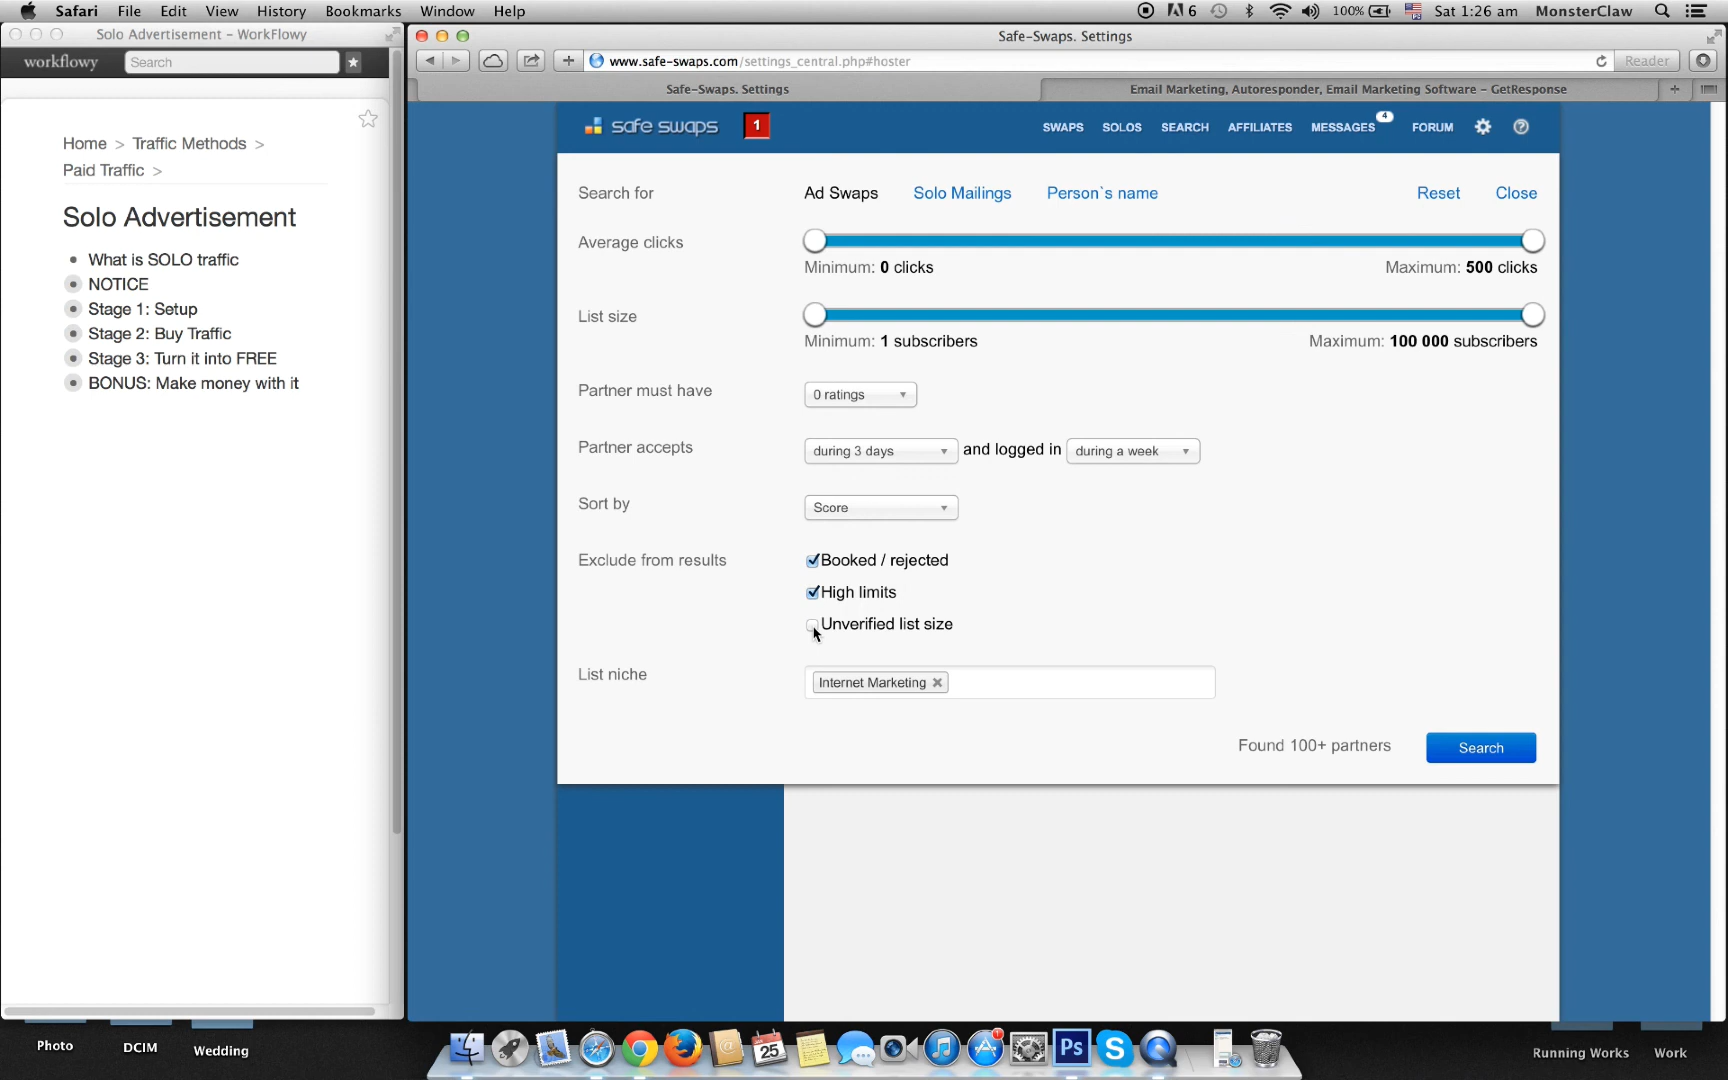 Safari File Edit View History Bookmarks Window Help 6 100% Sat 1:26 am MonsterClaw
Solo Advertisement – WorkFlowy
workflowy Search
Home > Traffic Methods >
Paid Traffic >
Solo Advertisement
What is SOLO traffic
NOTICE
Stage 1: Setup
Stage 2: Buy Traffic
Stage 3: Turn it into FREE
BONUS: Make money with it
Safe-Swaps. Settings
www.safe-swaps.com/settings_central.php#hoster Reader
Safe-Swaps. Settings Email Marketing, Autoresponder, Email Marketing Software – GetResponse
safe swaps 1 SWAPS SOLOS SEARCH AFFILIATES MESSAGES 4 FORUM
Search for Ad Swaps Solo Mailings Person`s name Reset Close
Average clicks
Minimum: 0 clicks Maximum: 500 clicks
List size
Minimum: 1 subscribers Maximum: 100 000 subscribers
Partner must have 0 ratings
Partner accepts during 3 days and logged in during a week
Sort by Score
Exclude from results Booked / rejected
High limits
Unverified list size
List niche Internet Marketing
Found 100+ partners Search
Photo DCIM Wedding
25
Ps
1
Running Works Work